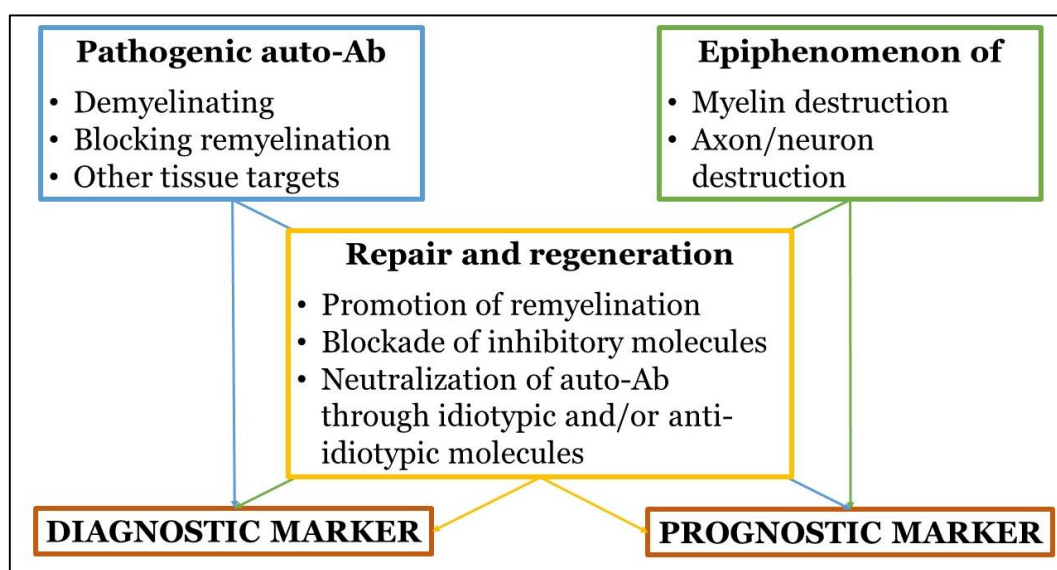 Pathogenic auto-Ab
• Demyelinating
• Blocking remyelination
• Other tissue targets
Epiphenomenon of
• Myelin destruction
• Axon/neuron
destruction
Repair and regeneration
• Promotion of remyelination
• Blockade of inhibitory molecules
• Neutralization of auto-Ab
through idiotypic and/or anti-
idiotypic molecules
DIAGNOSTIC MARKER
PROGNOSTIC MARKER